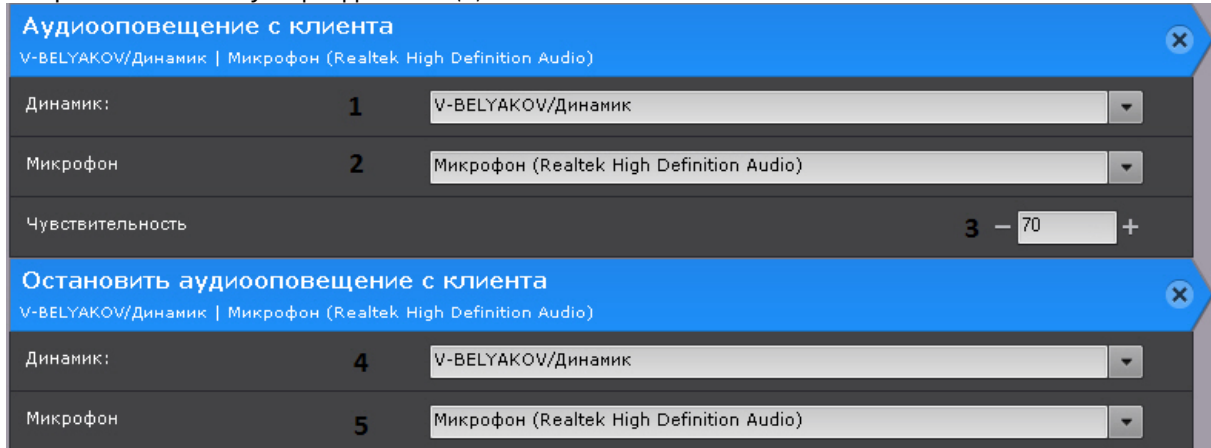 Аудиооповещение с клиента
V-BELYAKOV/Динамик | Микрофон (Realtek High Definition Audio)
Динамик: 1 V-BELYAKOV/Динамик
Микрофон 2 Микрофон (Realtek High Definition Audio)
Чувствительность 3 − 70 +
Остановить аудиооповещение с клиента
V-BELYAKOV/Динамик | Микрофон (Realtek High Definition Audio)
Динамик: 4 V-BELYAKOV/Динамик
Микрофон 5 Микрофон (Realtek High Definition Audio)